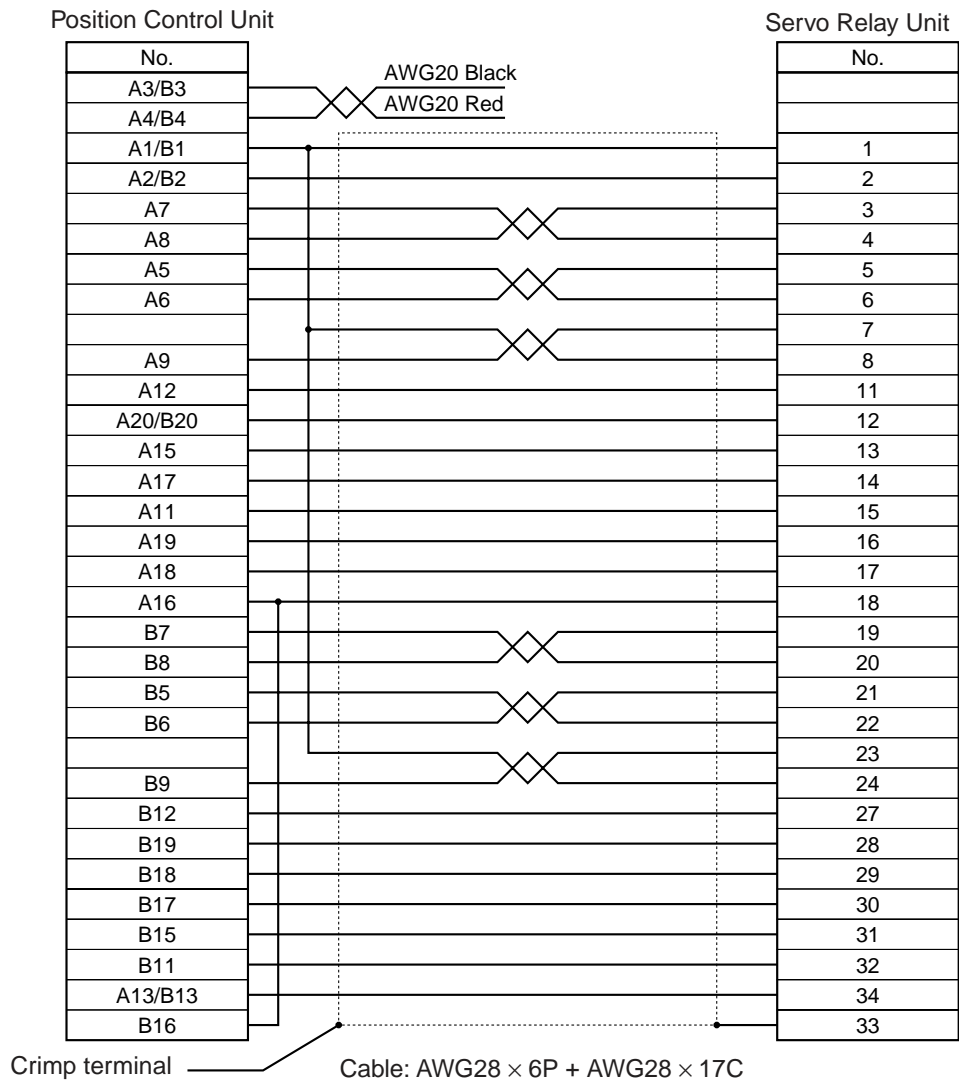 Position Control Unit Servo Relay Unit
No. No.
A3/B3 AWG20 Black
A4/B4 AWG20 Red
A1/B1 1
A2/B2 2
A7 3
A8 4
A5 5
A6 6
7
A9 8
A12 11
A20/B20 12
A15 13
A17 14
A11 15
A19 16
A18 17
A16 18
B7 19
B8 20
B5 21
B6 22
23
B9 24
B12 27
B19 28
B18 29
B17 30
B15 31
B11 32
A13/B13 34
B16 33
Crimp terminal Cable: AWG28 × 6P + AWG28 × 17C